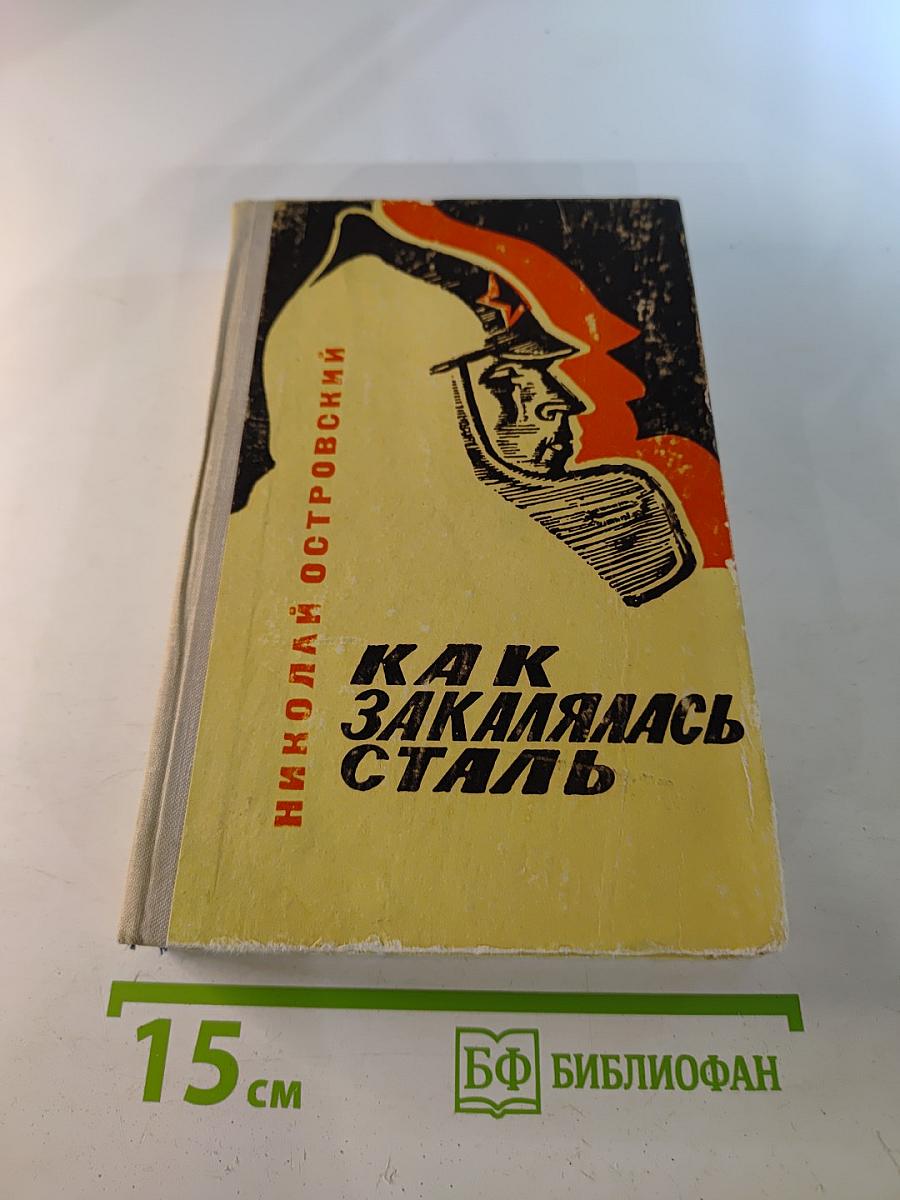 НИКОЛАЙ ОСТРОВСКИЙ
КАК
ЗАКАЛЯЛАСЬ
СТАЛЬ
15 см
БФ БИБЛИОФАН